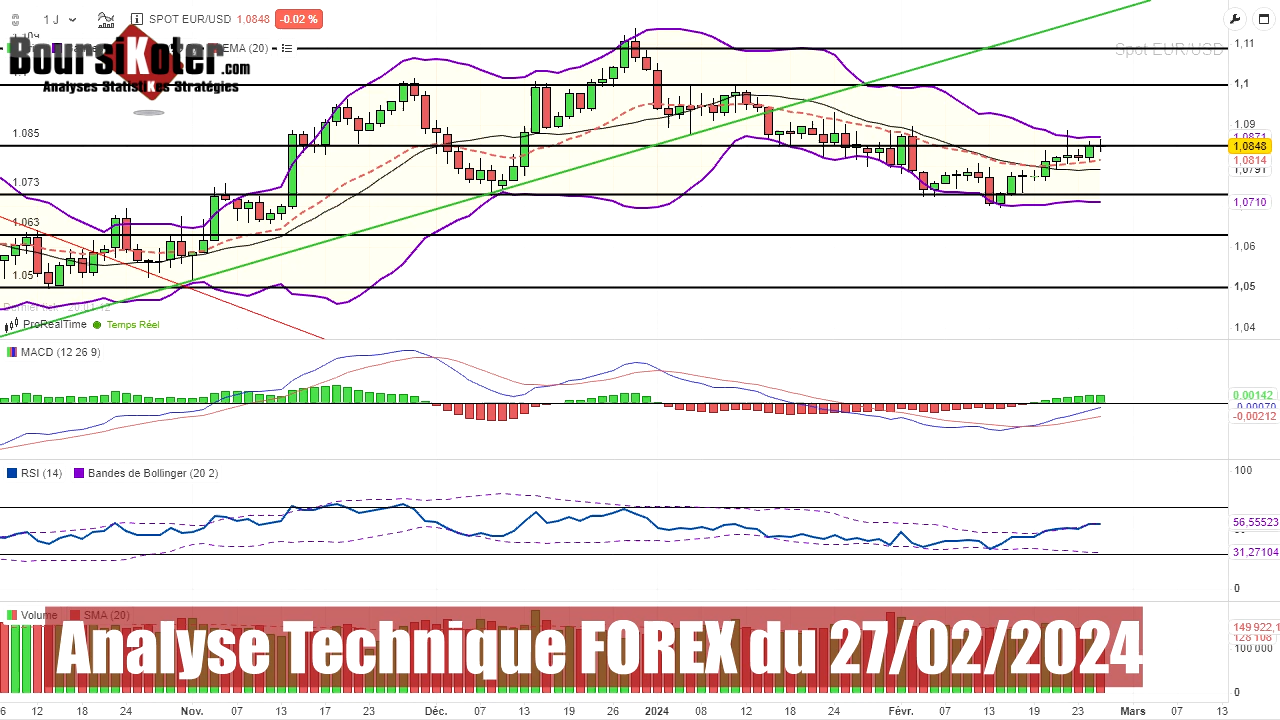 1 J SPOT EUR/USD 1,0848 -0.02 %
EMA (20)
BoursiKoter.com
Analyses StatistiKes Stratégies
Spot EUR/USD
1,11
1,1
1,09
1.085
1,0871
1,0848
1,0814
1,0791
1.073
1,0710
1.063
1,06
1.05
1,05
ProRealTime Temps Réel
1,04
MACD (12 26 9)
0.00142
-0,00212
RSI (14) Bandes de Bollinger (20 2)
100
56,55523
31,27104
0
Volume SMA (20)
149 922,1
128 108
100 000
Analyse Technique FOREX du 27/02/2024
0
6 12 18 24 Nov. 07 17 23 Déc. 07 13 19 26 2024 08 12 18 24 Févr. 07 13 19 23 Mars 07 13